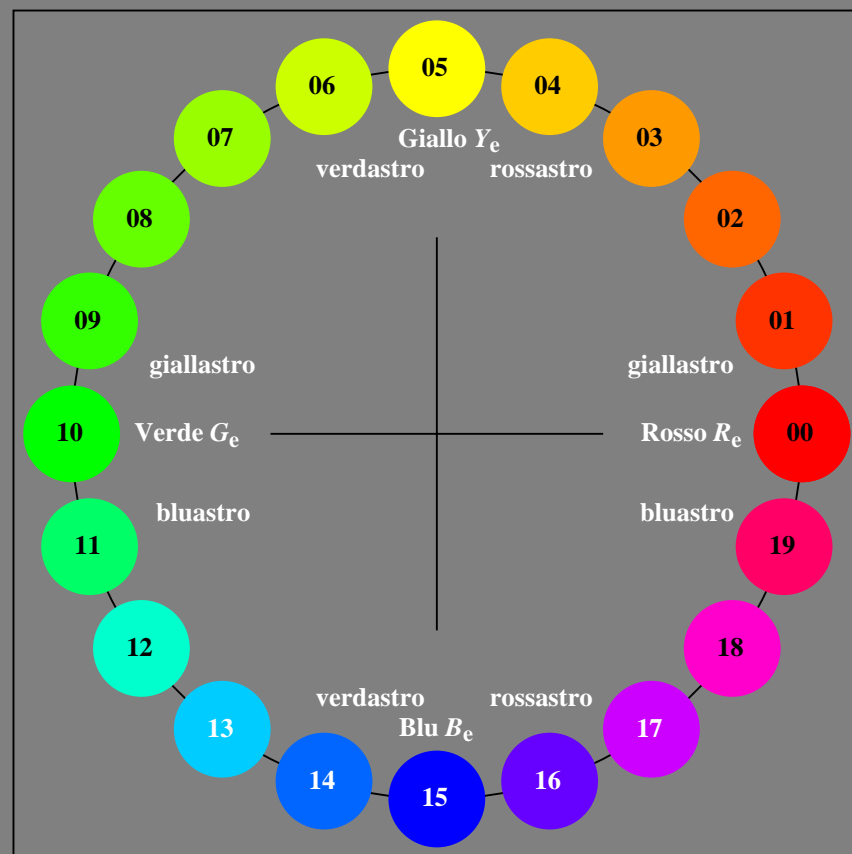 05
06 04
07 03
Giallo Yₑ
verdastro rossastro
08 02
09 01
giallastro giallastro
10 Verde Gₑ Rosso Rₑ 00
bluastro bluastro
11 19
12 18
verdastro rossastro
13 Blu Bₑ 17
14 16
15